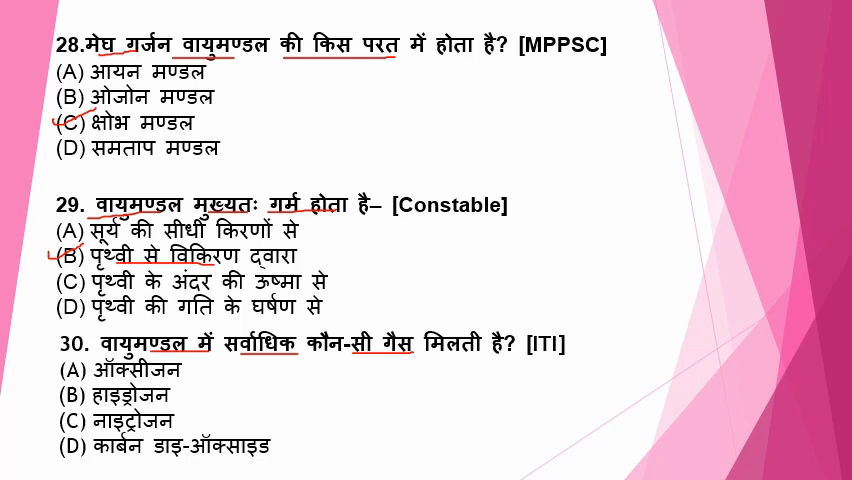 28.मेघ गर्जन वायुमण्डल की किस परत में होता है? [MPPSC]
(A) आयन मण्डल
(B) ओजोन मण्डल
(C) क्षोभ मण्डल
(D) समताप मण्डल
29. वायुमण्डल मुख्यतः गर्म होता है– [Constable]
(A) सूर्य की सीधी किरणों से
(B) पृथ्वी से विकिरण द्वारा
(C) पृथ्वी के अंदर की ऊष्मा से
(D) पृथ्वी की गति के घर्षण से
30. वायुमण्डल में सर्वाधिक कौन-सी गैस मिलती है? [ITI]
(A) ऑक्सीजन
(B) हाइड्रोजन
(C) नाइट्रोजन
(D) कार्बन डाइ-ऑक्साइड